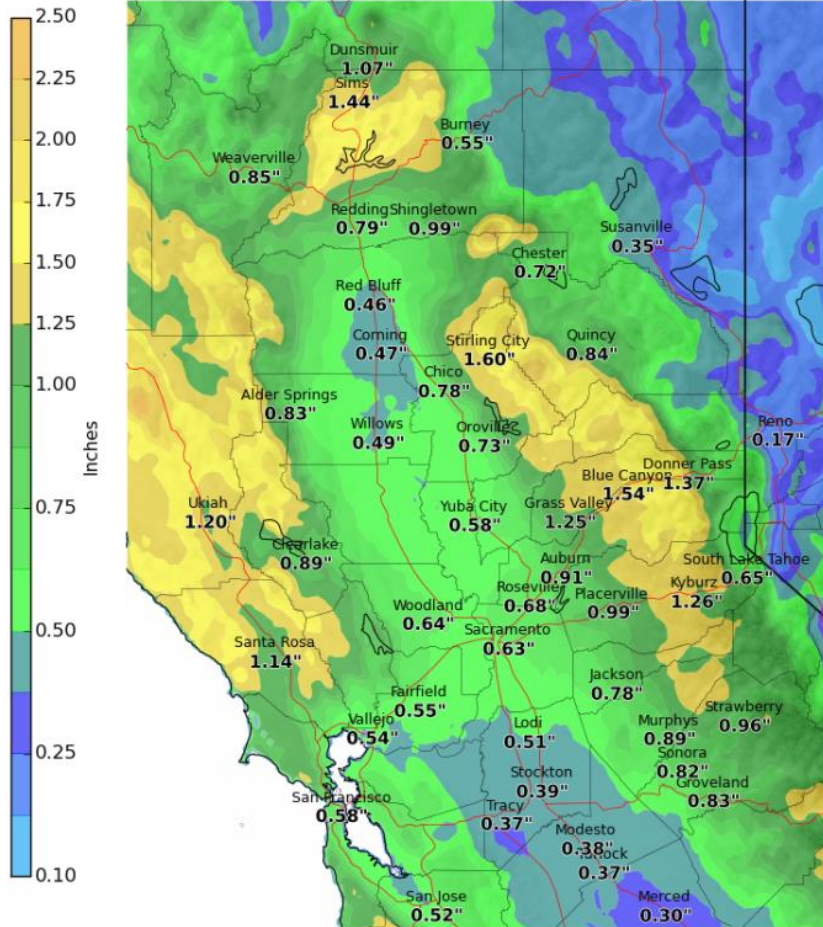 2.50
2.25
2.00
1.75
1.50
1.25
1.00
0.75
0.50
0.25
0.10
Inches
Dunsmuir
1.07"
Sims
1.44"
Burney
0.55"
Weaverville
0.85"
Redding
0.79"
Shingletown
0.99"
Susanville
0.35"
Chester
0.72"
Red Bluff
0.46"
Corning
0.47"
Stirling City
1.60"
Quincy
0.84"
Chico
0.78"
Alder Springs
0.83"
Willows
0.49"
Oroville
0.73"
Reno
0.17"
Donner Pass
1.37"
Blue Canyon
1.54"
Ukiah
1.20"
Yuba City
0.58"
Grass Valley
1.25"
Clearlake
0.89"
Auburn
0.91"
South Lake Tahoe
0.65"
Roseville
0.68"
Placerville
0.99"
Kyburz
1.26"
Woodland
0.64"
Sacramento
0.63"
Santa Rosa
1.14"
Jackson
0.78"
Fairfield
0.55"
Vallejo
0.54"
Lodi
0.51"
Murphys
0.89"
Strawberry
0.96"
Sonora
0.82"
Groveland
0.83"
Stockton
0.39"
San Francisco
0.58"
Tracy
0.37"
Modesto
0.38"
Turlock
0.37"
San Jose
0.52"
Merced
0.30"